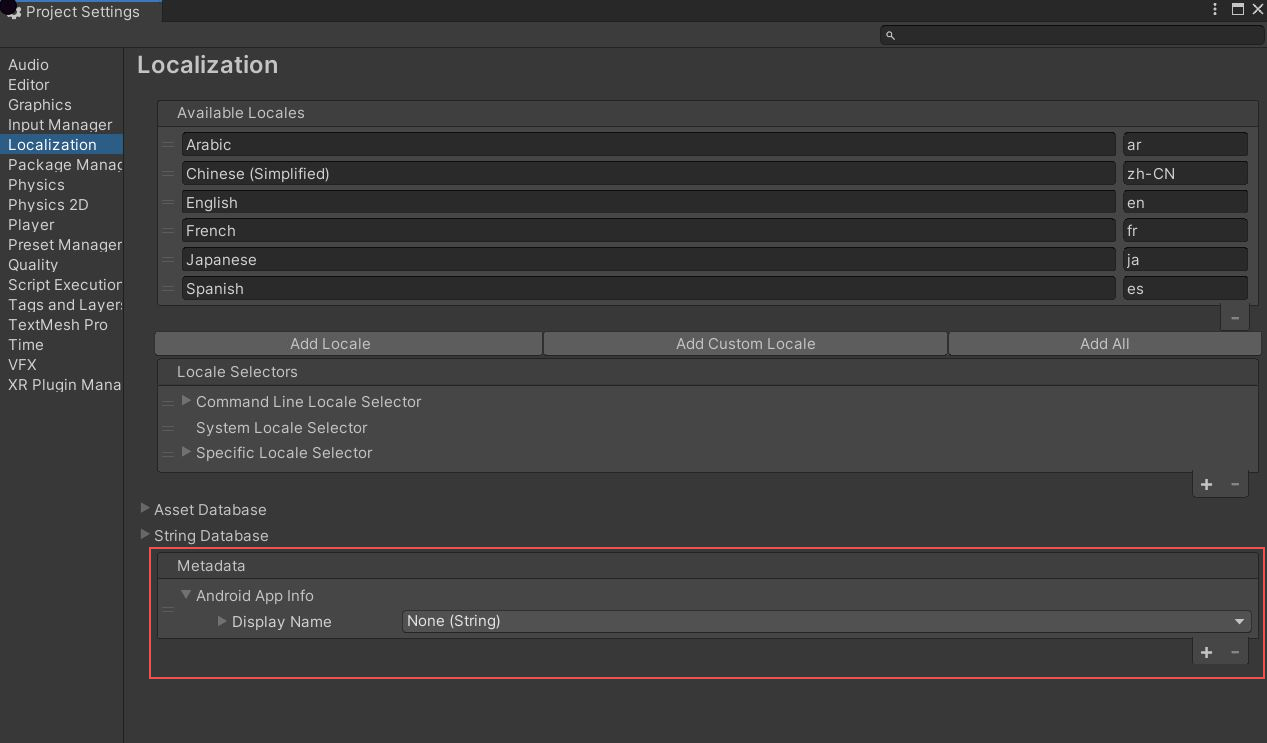 Project Settings
Audio
Editor
Graphics
Input Manager
Localization
Package Manag
Physics
Physics 2D
Player
Preset Manager
Quality
Script Execution
Tags and Layers
TextMesh Pro
Time
VFX
XR Plugin Mana
Localization
Available Locales
Arabic ar
Chinese (Simplified) zh-CN
English en
French fr
Japanese ja
Spanish es
Add Locale Add Custom Locale Add All
Locale Selectors
Command Line Locale Selector
System Locale Selector
Specific Locale Selector
Asset Database
String Database
Metadata
Android App Info
Display Name None (String)